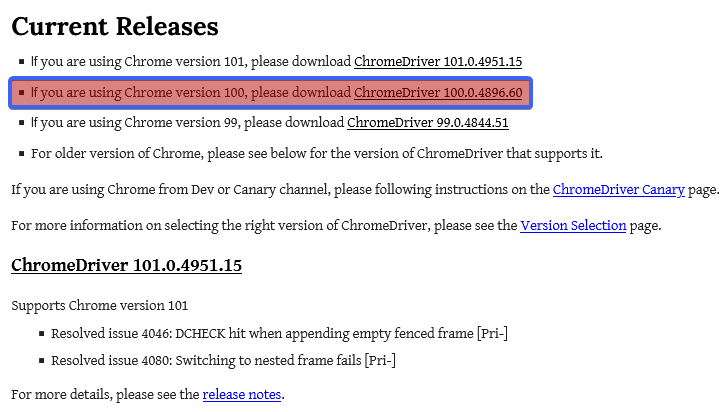 Current Releases
If you are using Chrome version 101, please download ChromeDriver 101.0.4951.15
If you are using Chrome version 100, please download ChromeDriver 100.0.4896.60
If you are using Chrome version 99, please download ChromeDriver 99.0.4844.51
For older version of Chrome, please see below for the version of ChromeDriver that supports it.
If you are using Chrome from Dev or Canary channel, please following instructions on the ChromeDriver Canary page.
For more information on selecting the right version of ChromeDriver, please see the Version Selection page.
ChromeDriver 101.0.4951.15
Supports Chrome version 101
Resolved issue 4046: DCHECK hit when appending empty fenced frame [Pri-]
Resolved issue 4080: Switching to nested frame fails [Pri-]
For more details, please see the release notes.